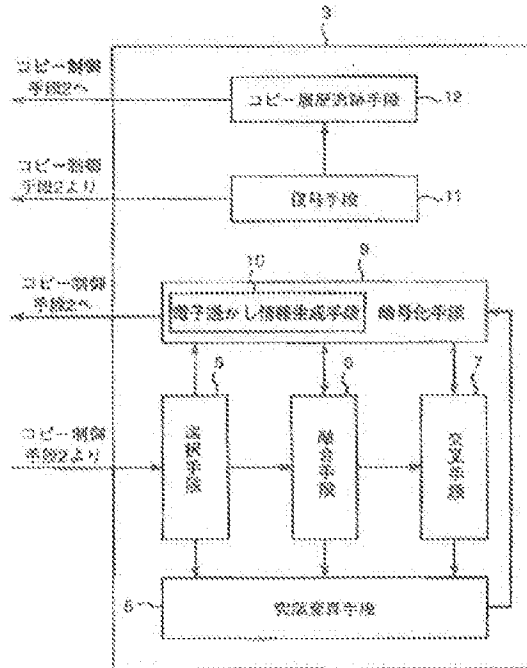 3
コピー制御
手段2へ
コピー履歴追跡手段
12
コピー制御
手段2より
復号手段
11
コピー制御
手段2へ
9
10
電子透かし情報生成手段
暗号化手段
5
6
7
コピー制御
手段2より
選択手段
融合手段
交叉手段
突然変異手段